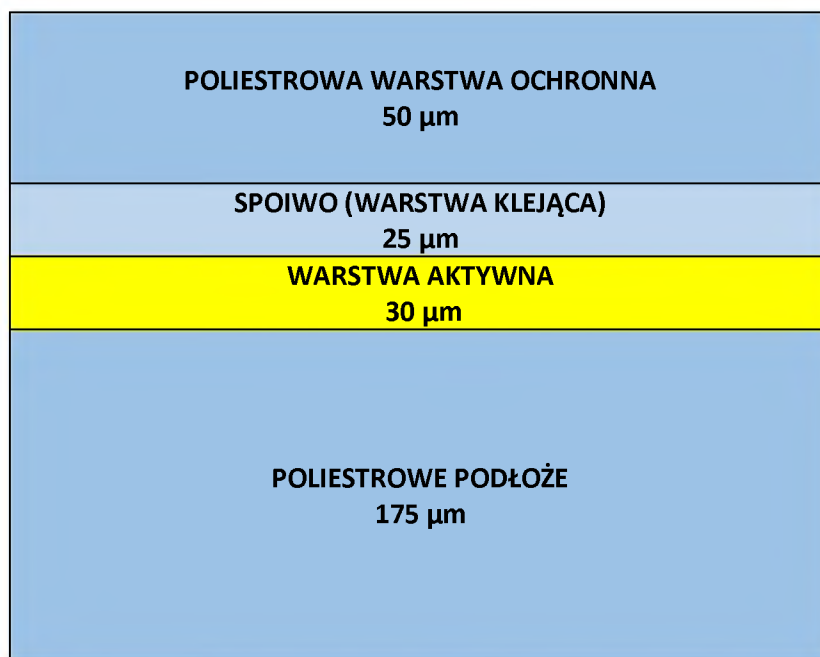 POLIESTROWA WARSTWA OCHRONNA
50 µm
SPOIWO (WARSTWA KLEJĄCA)
25 µm
WARSTWA AKTYWNA
30 µm
POLIESTROWE PODŁOŻE
175 µm